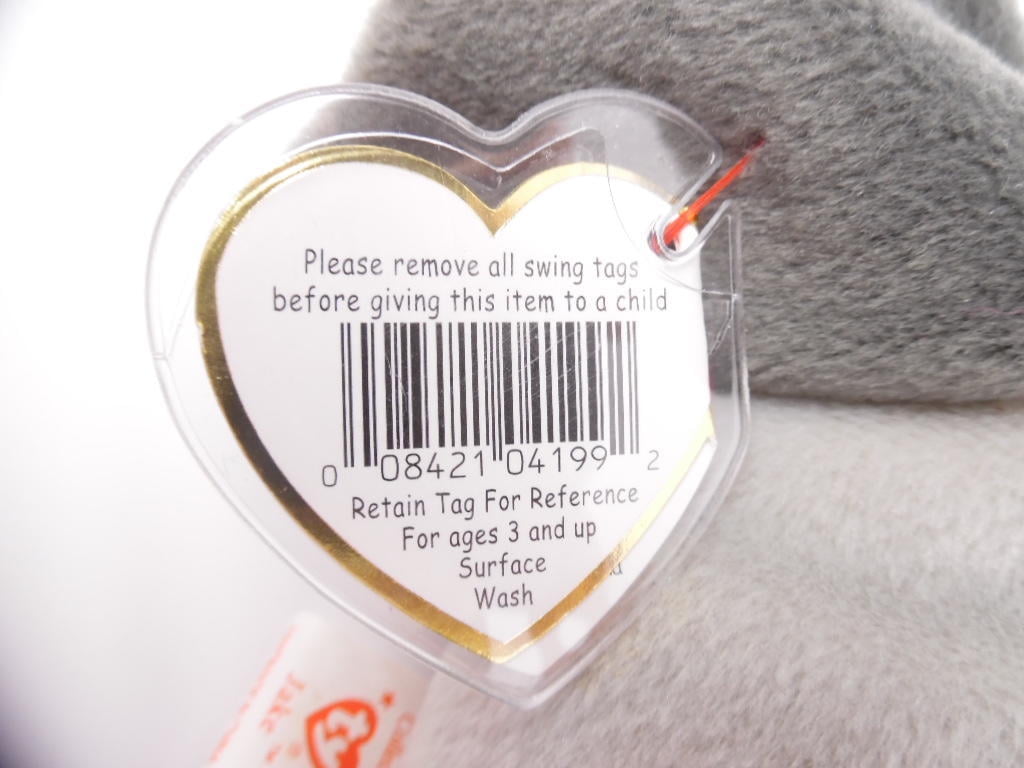 Please remove all swing tags
before giving this item to a child
0 08421 04199 2
Retain Tag For Reference
For ages 3 and up
Surface
Wash
Jake